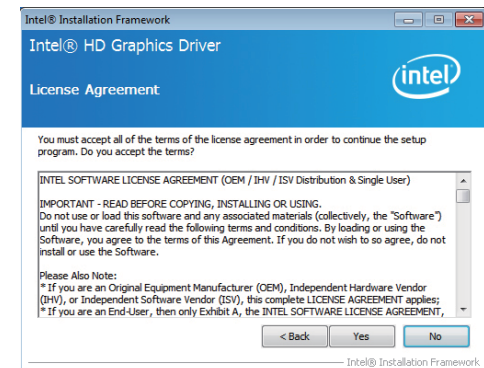 Intel® Installation Framework
Intel® HD Graphics Driver
intel
License Agreement
You must accept all of the terms of the license agreement in order to continue the setup
program. Do you accept the terms?
INTEL SOFTWARE LICENSE AGREEMENT (OEM / IHV / ISV Distribution & Single User)
IMPORTANT - READ BEFORE COPYING, INSTALLING OR USING.
Do not use or load this software and any associated materials (collectively, the "Software")
until you have carefully read the following terms and conditions. By loading or using the
Software, you agree to the terms of this Agreement. If you do not wish to so agree, do not
install or use the Software.
Please Also Note:
* If you are an Original Equipment Manufacturer (OEM), Independent Hardware Vendor
(IHV), or Independent Software Vendor (ISV), this complete LICENSE AGREEMENT applies;
* If you are an End-User, then only Exhibit A, the INTEL SOFTWARE LICENSE AGREEMENT,
< Back Yes No
Intel® Installation Framework